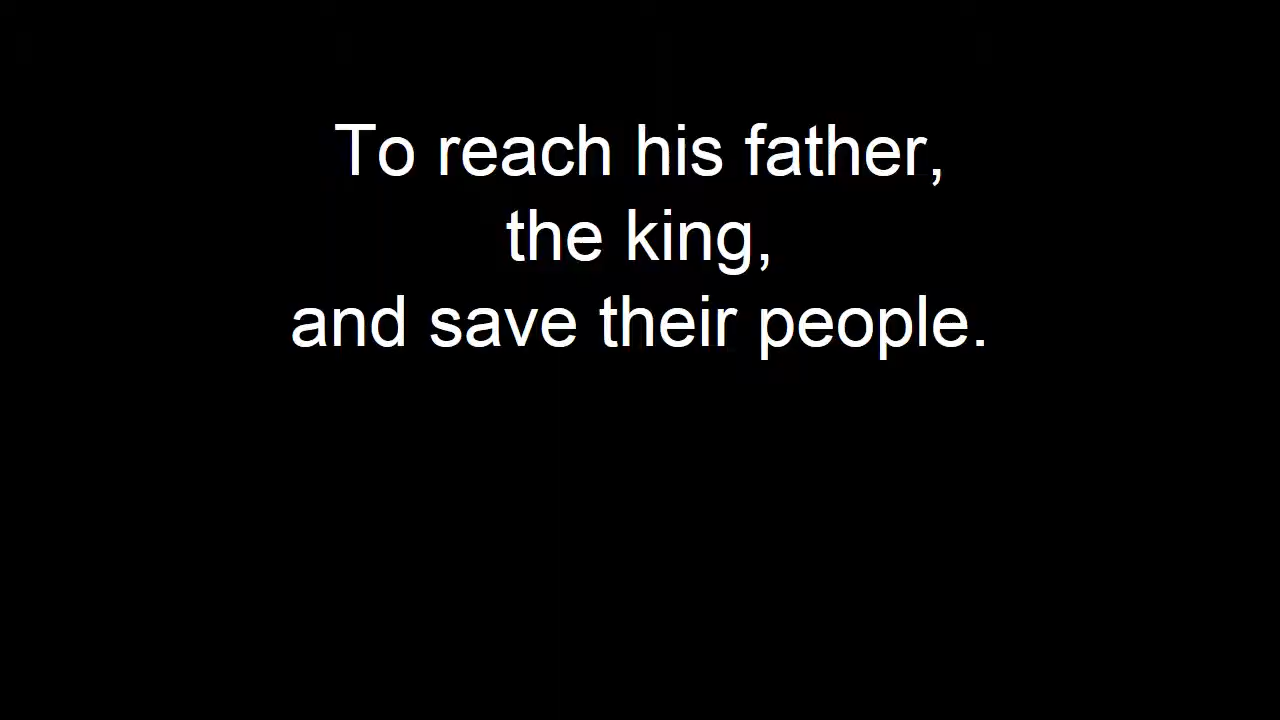 To reach his father,
the king,
and save their people.